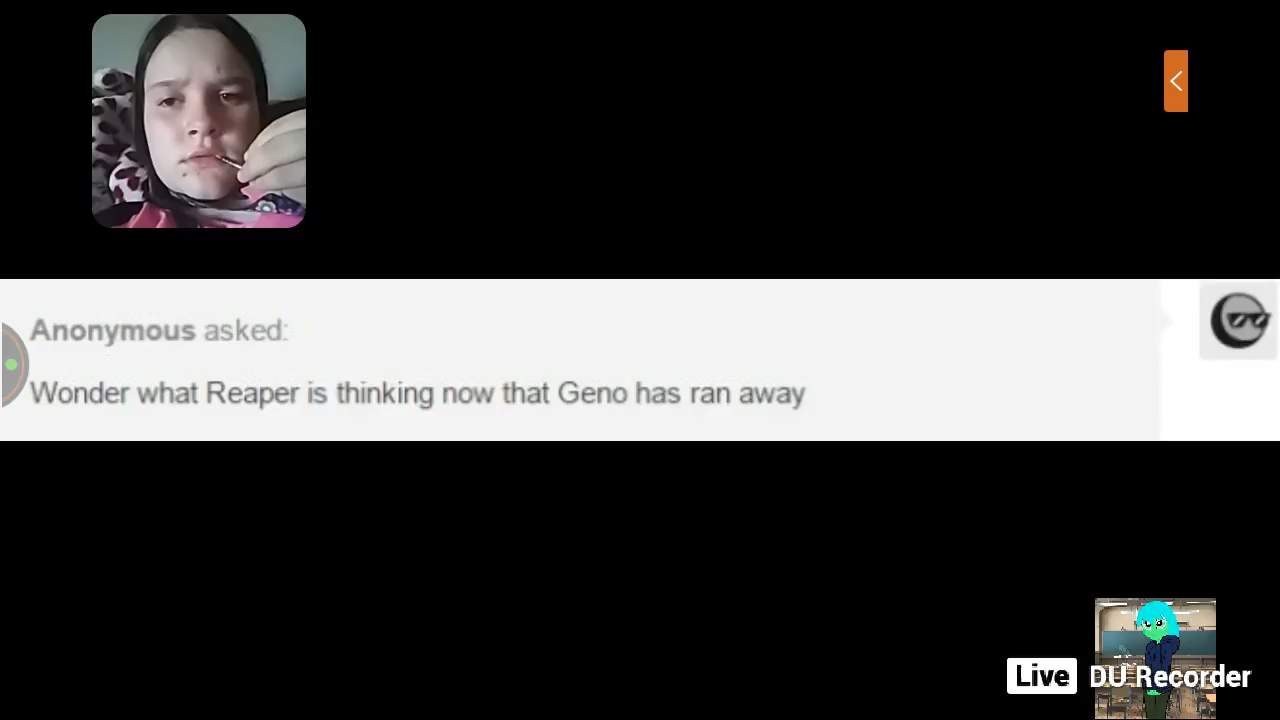 Anonymous asked:
Wonder what Reaper is thinking now that Geno has ran away
Live DU Recorder